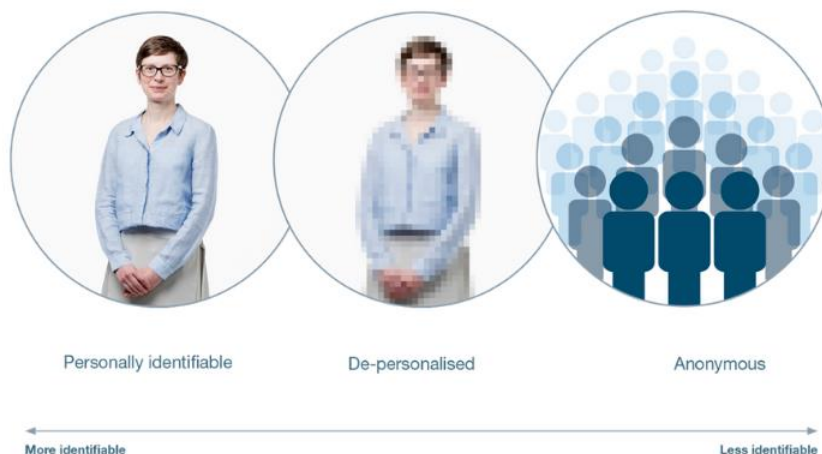 Personally identifiable
De-personalised
Anonymous
More identifiable
Less identifiable